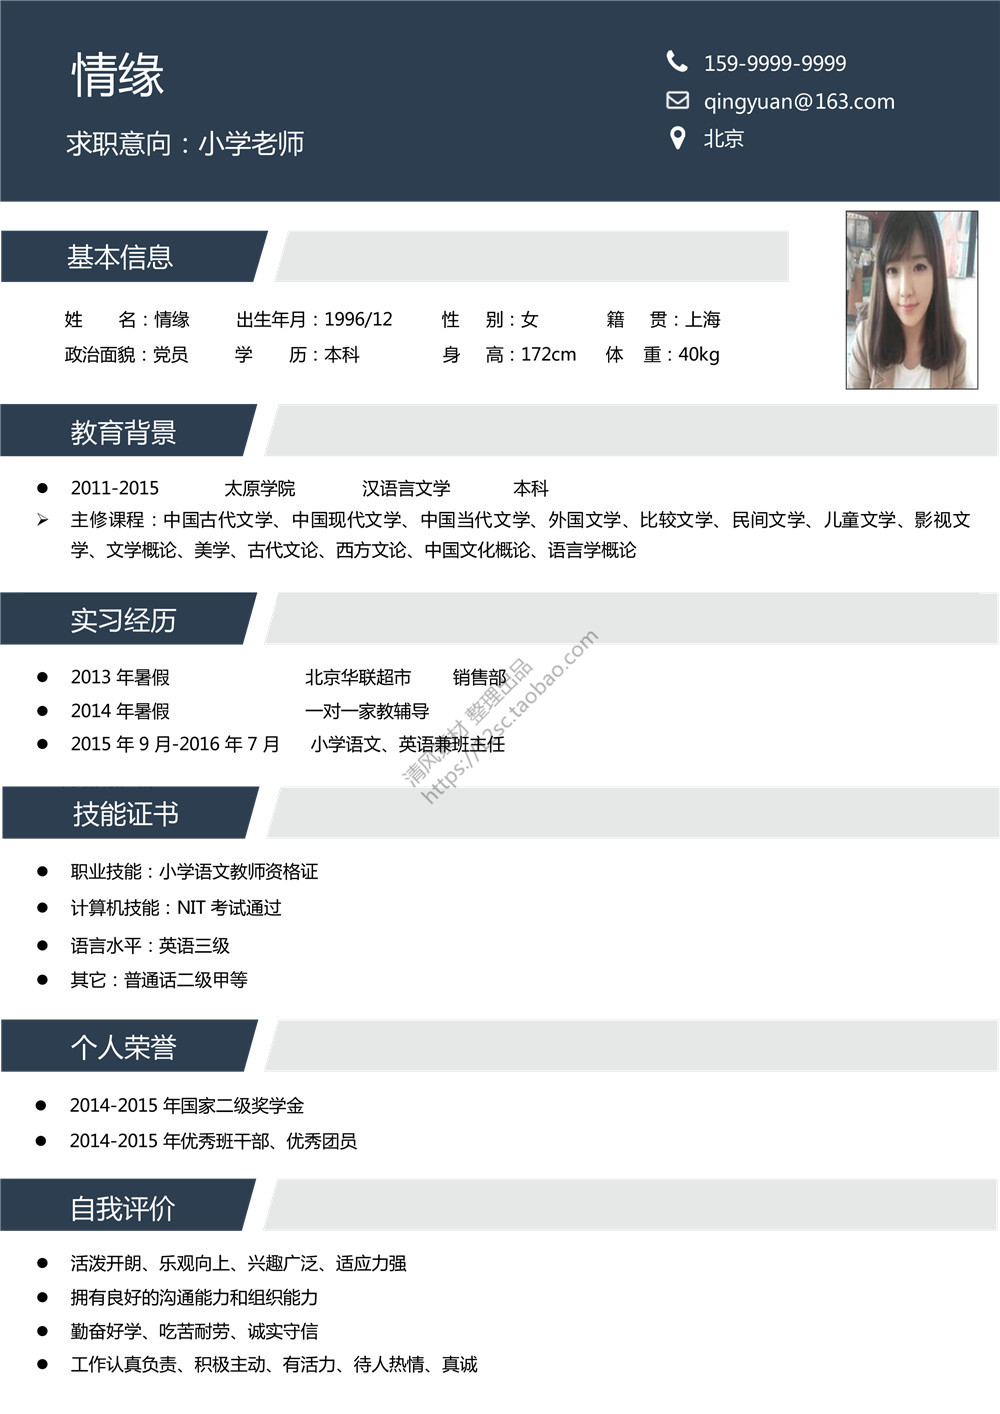 情缘
求职意向：小学老师
159-9999-9999
qingyuan@163.com
北京
基本信息
姓 名：情缘 出生年月：1996/12 性 别：女 籍 贯：上海
政治面貌：党员 学 历：本科 身 高：172cm 体 重：40kg
教育背景
2011-2015 太原学院 汉语言文学 本科
主修课程：中国古代文学、中国现代文学、中国当代文学、外国文学、比较文学、民间文学、儿童文学、影视文
学、文学概论、美学、古代文论、西方文论、中国文化概论、语言学概论
实习经历
2013 年暑假 北京华联超市 销售部
2014 年暑假 一对一家教辅导
2015 年 9 月-2016 年 7 月 小学语文、英语兼班主任
清风素材 整理出品
技能证书
职业技能：小学语文教师资格证
计算机技能：NIT 考试通过
语言水平：英语三级
其它：普通话二级甲等
个人荣誉
2014-2015 年国家二级奖学金
2014-2015 年优秀班干部、优秀团员
自我评价
活泼开朗、乐观向上、兴趣广泛、适应力强
拥有良好的沟通能力和组织能力
勤奋好学、吃苦耐劳、诚实守信
工作认真负责、积极主动、有活力、待人热情、真诚